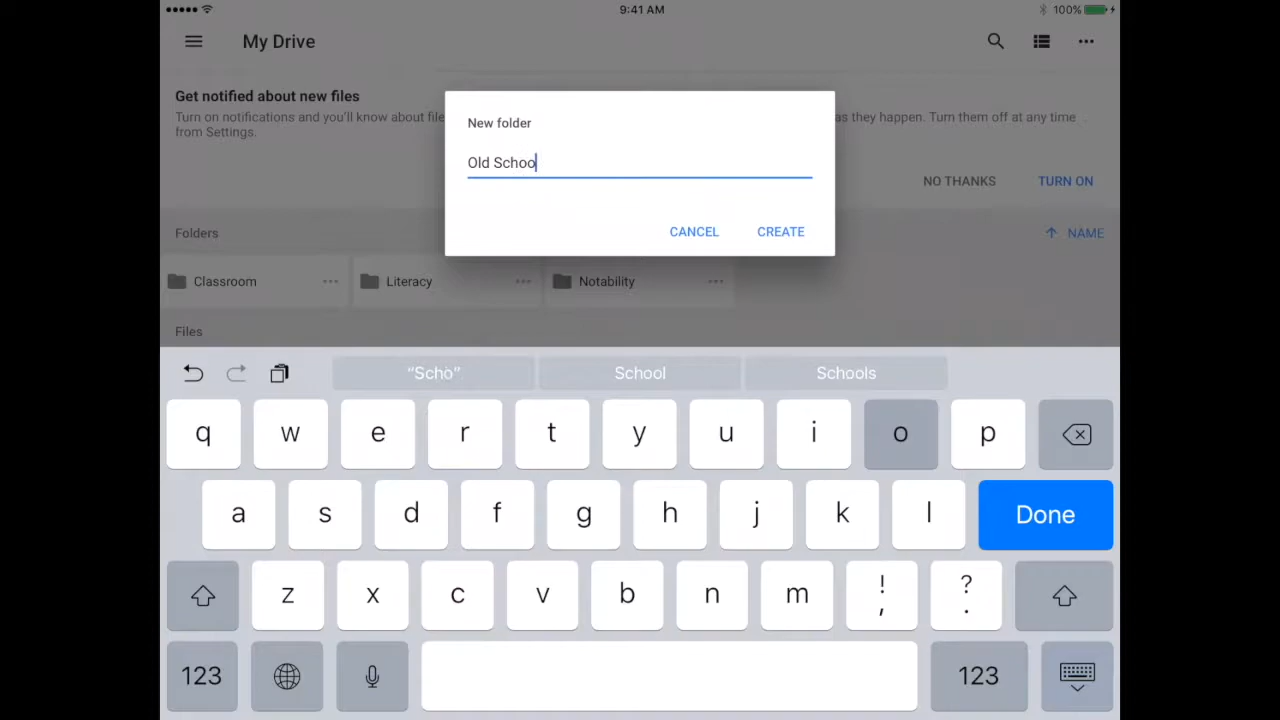 9:41 AM
100%
My Drive
Get notified about new files
Turn on notifications and you'll know about file
as they happen. Turn them off at any time
from Settings.
NO THANKS TURN ON
New folder
Old Schoo
CANCEL CREATE
Folders
NAME
Classroom Literacy Notability
Files
"Scho" School Schools
q w e r t y u i o p
a s d f g h j k l Done
z x c v b n m ! , ? .
123 123